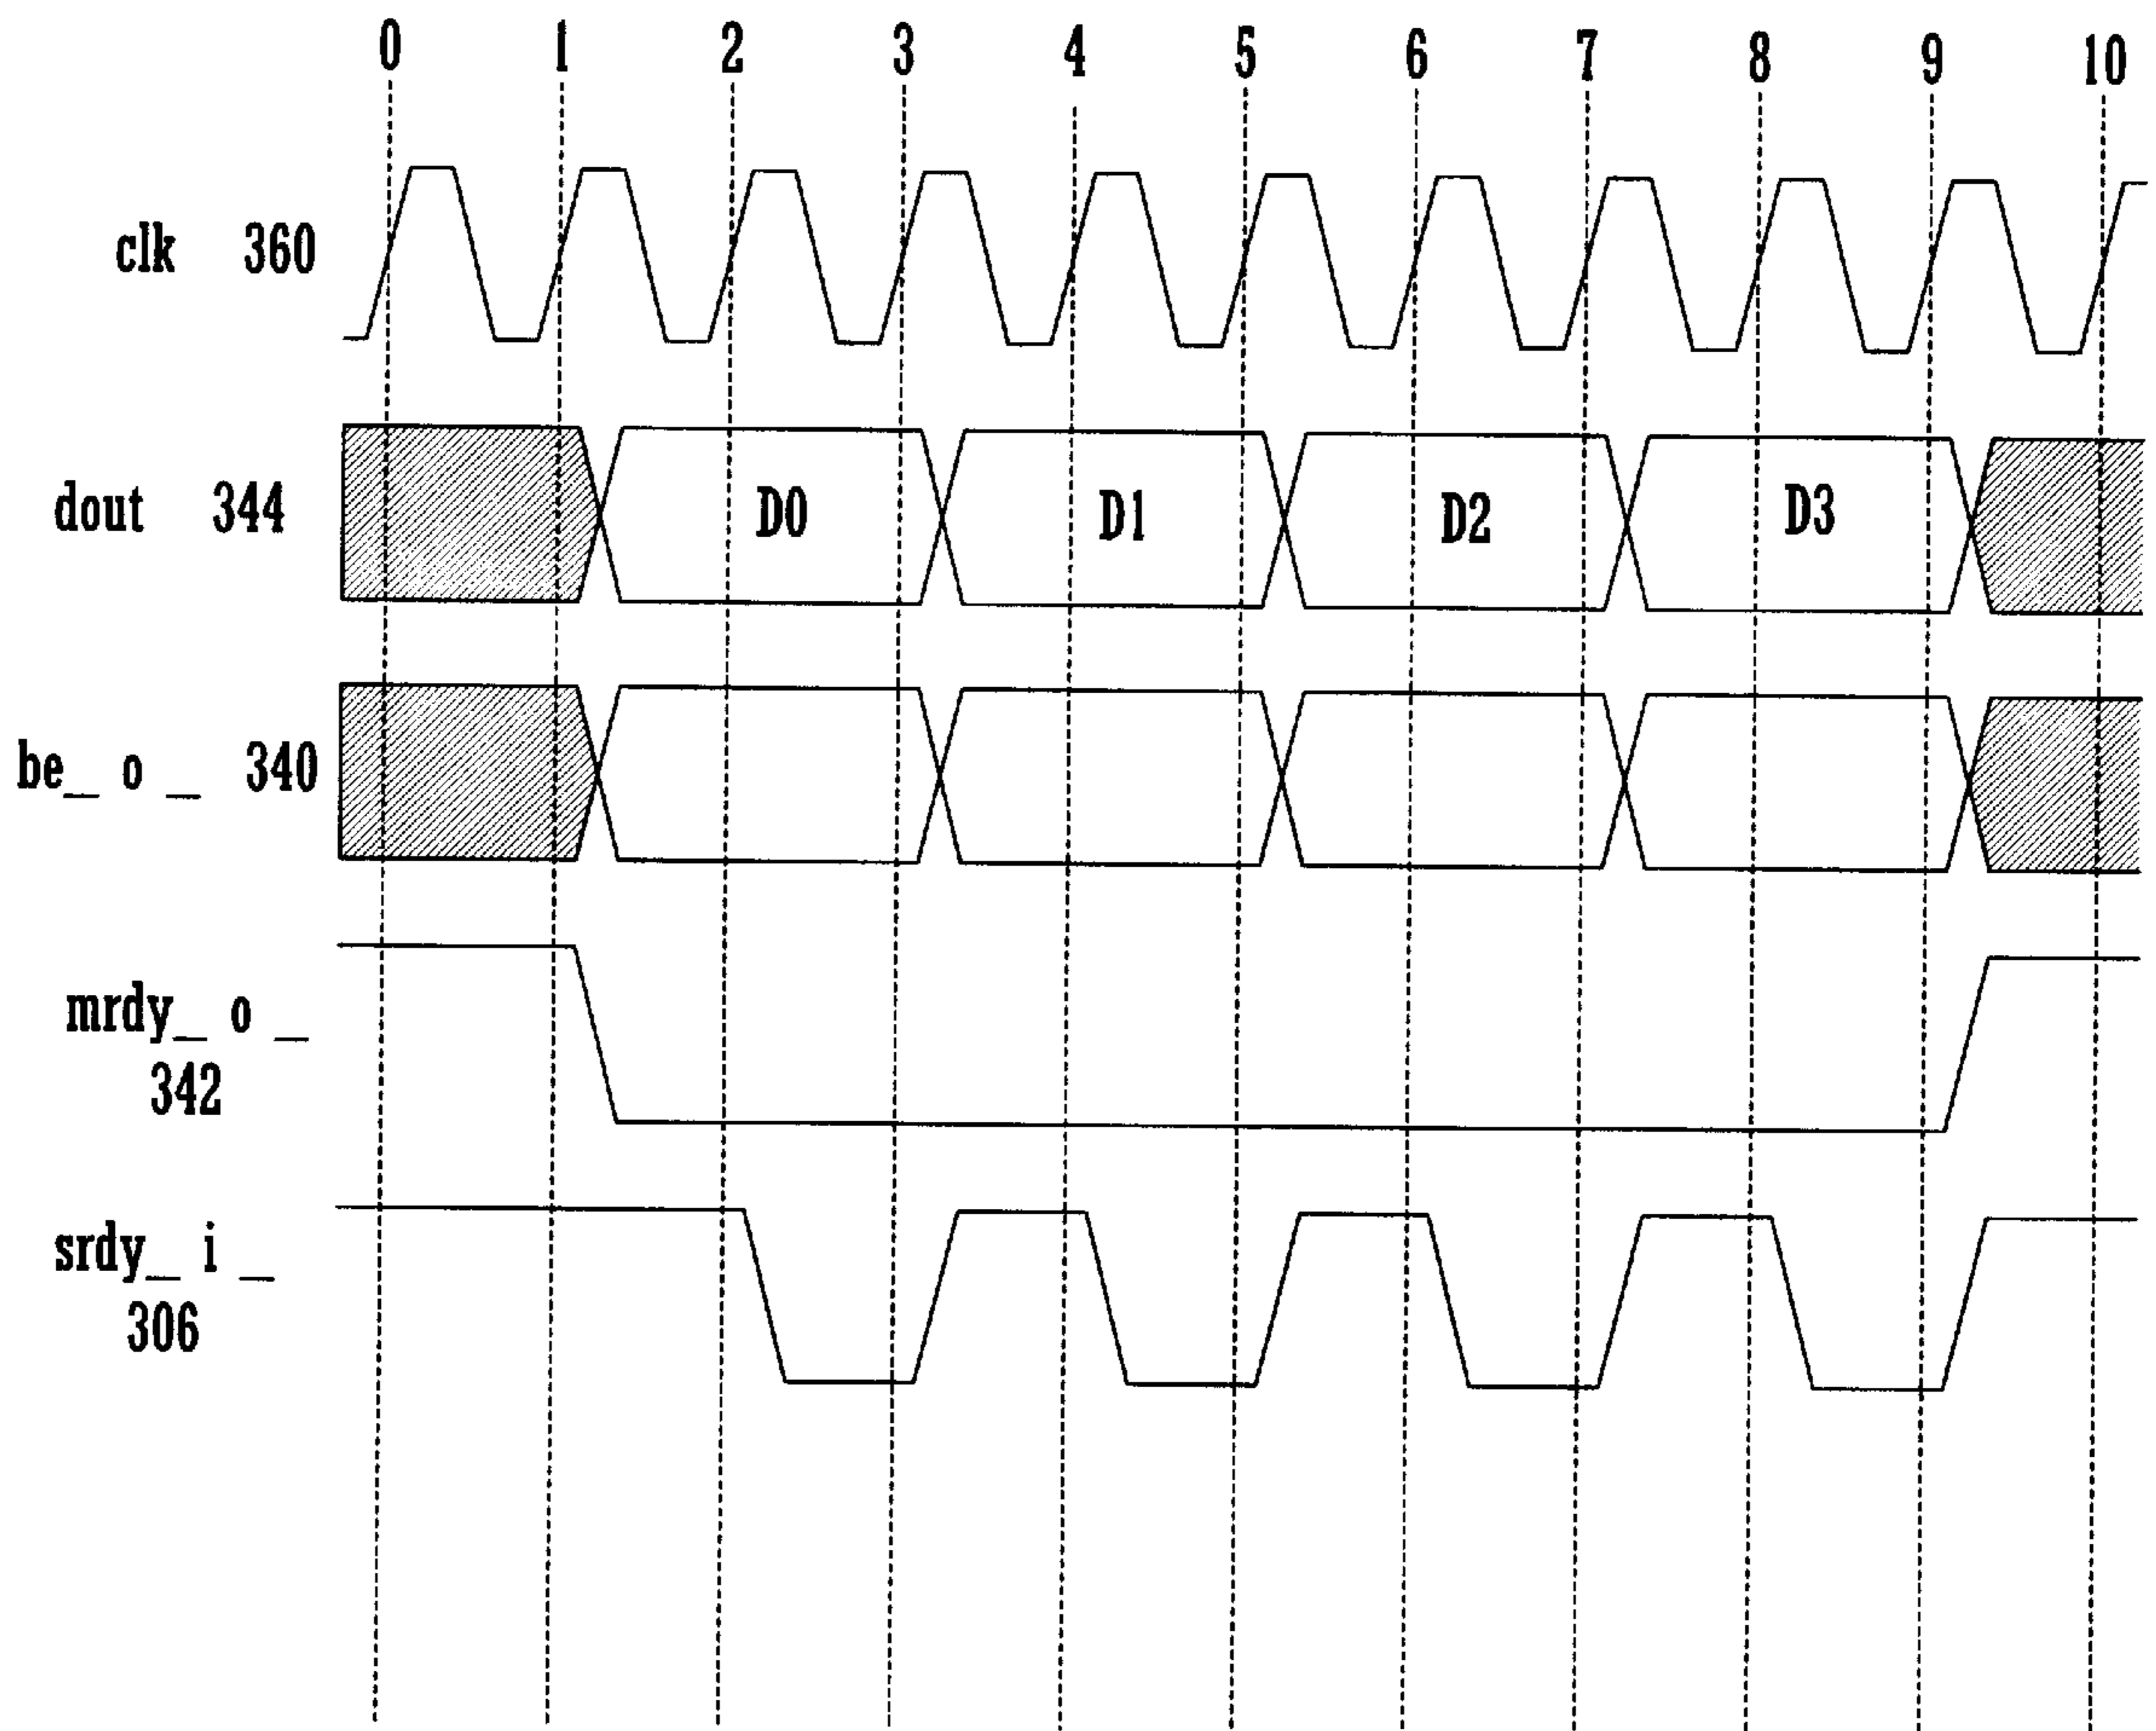 0 1 2 3 4 5 6 7 8 9 10
clk 360
dout 344 D0 D1 D2 D3
be_ o _ 340
mrdy_ o _
342
srdy_ i _
306